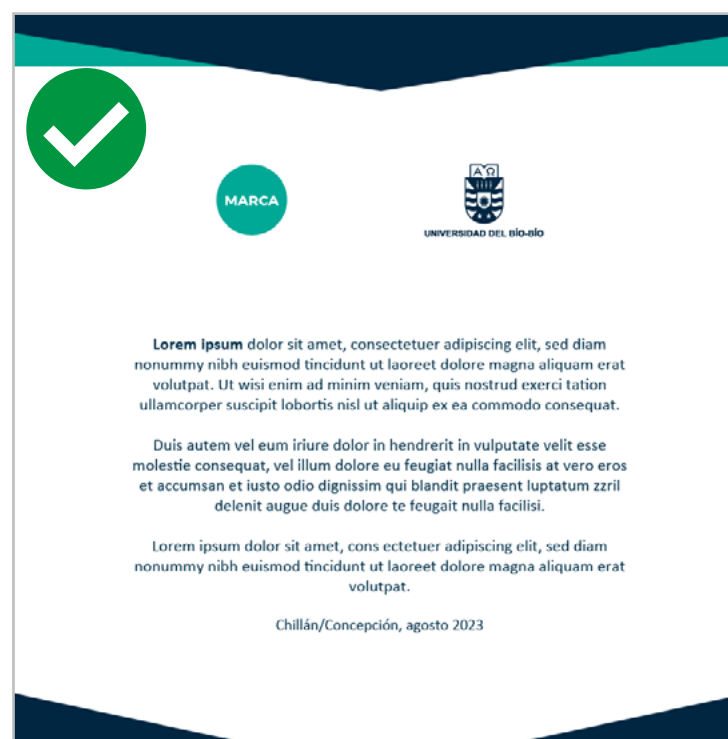 MARCA
ΑΩ
UNIVERSIDAD DEL BÍO-BÍO
Lorem ipsum dolor sit amet, consectetuer adipiscing elit, sed diam
nonummy nibh euismod tincidunt ut laoreet dolore magna aliquam erat
volutpat. Ut wisi enim ad minim veniam, quis nostrud exerci tation
ullamcorper suscipit lobortis nisl ut aliquip ex ea commodo consequat.
Duis autem vel eum iriure dolor in hendrerit in vulputate velit esse
molestie consequat, vel illum dolore eu feugiat nulla facilisis at vero eros
et accumsan et iusto odio dignissim qui blandit praesent luptatum zzril
delenit augue duis dolore te feugait nulla facilisi.
Lorem ipsum dolor sit amet, cons ectetuer adipiscing elit, sed diam
nonummy nibh euismod tincidunt ut laoreet dolore magna aliquam erat
volutpat.
Chillán/Concepción, agosto 2023